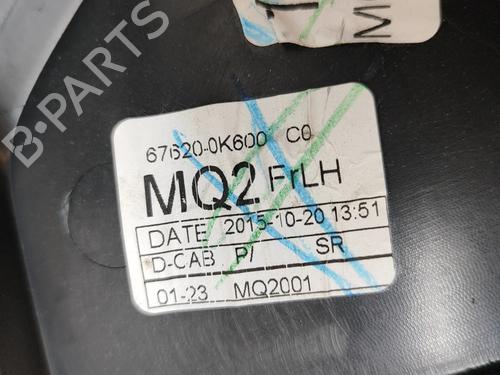 B-PARTS
67620-0K600 C0
MQ2 FrLH
DATE 2015-10-20 13:51
D-CAB P/ SR
01-23 MQ2001